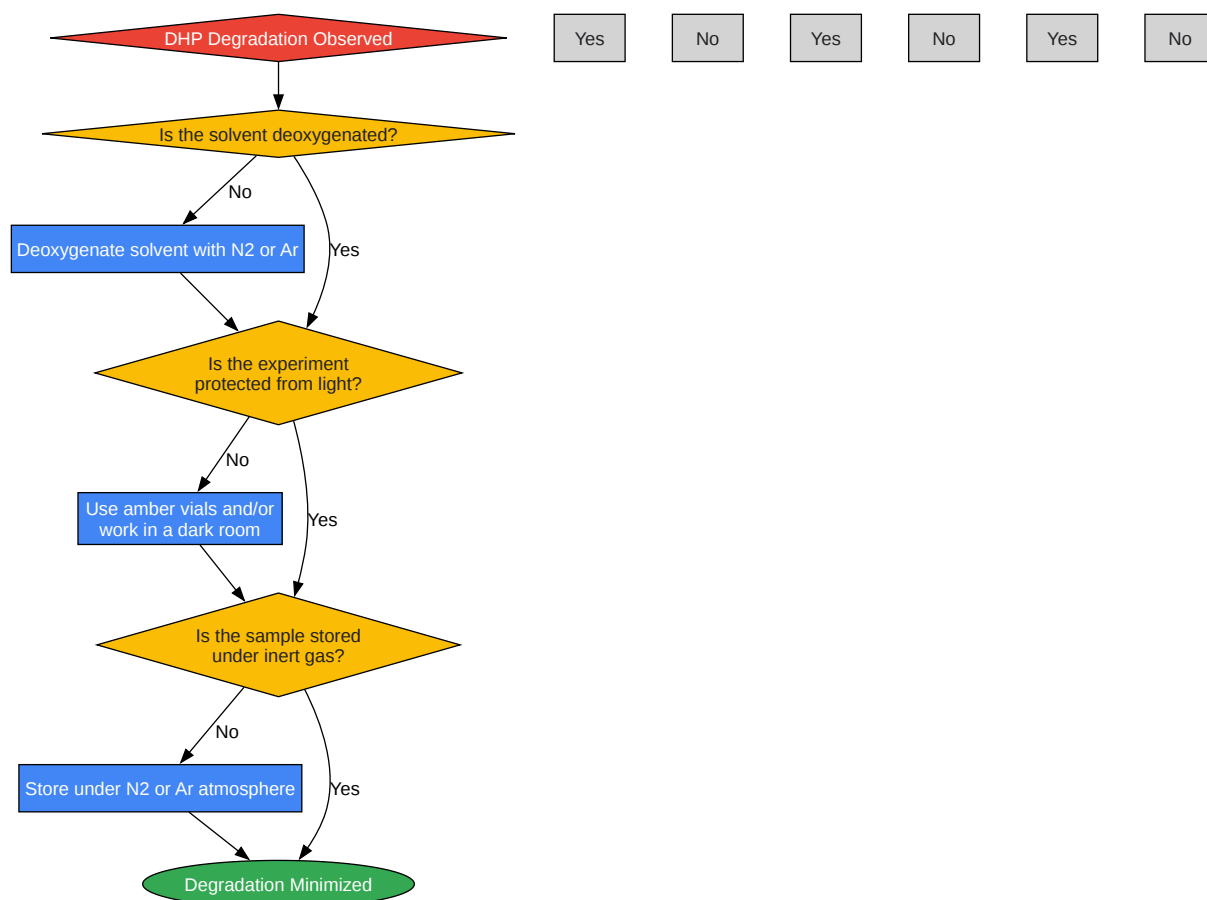 DHP Degradation Observed
Yes
No
Yes
No
Yes
No
Is the solvent deoxygenated?
No
Deoxygenate solvent with N2 or Ar
Yes
Is the experiment
protected from light?
No
Use amber vials and/or
work in a dark room
Yes
Is the sample stored
under inert gas?
No
Store under N2 or Ar atmosphere
Yes
Degradation Minimized